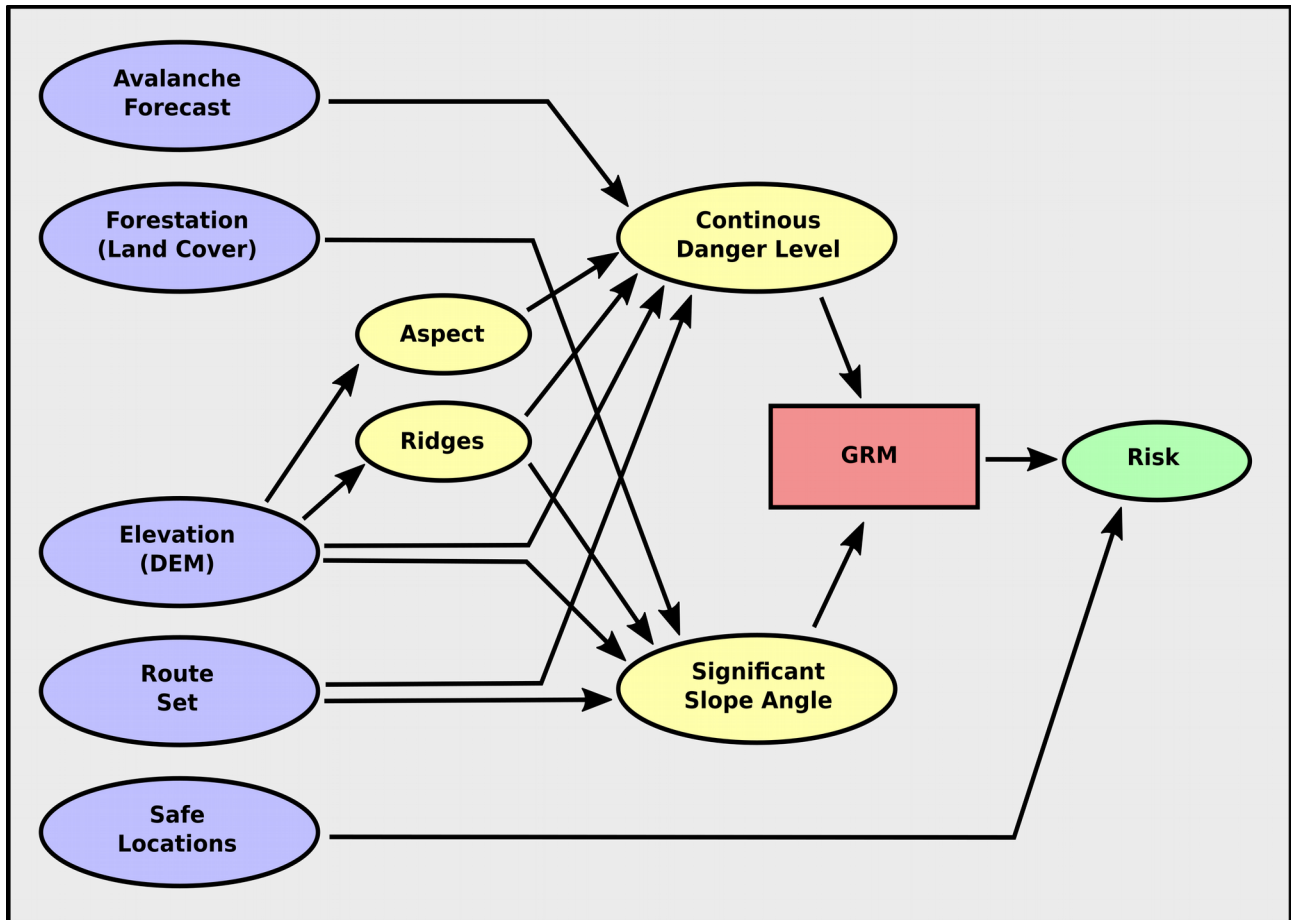 Avalanche
Forecast
Forestation
(Land Cover)
Continous
Danger Level
Aspect
Ridges
GRM
Risk
Elevation
(DEM)
Route
Set
Significant
Slope Angle
Safe
Locations